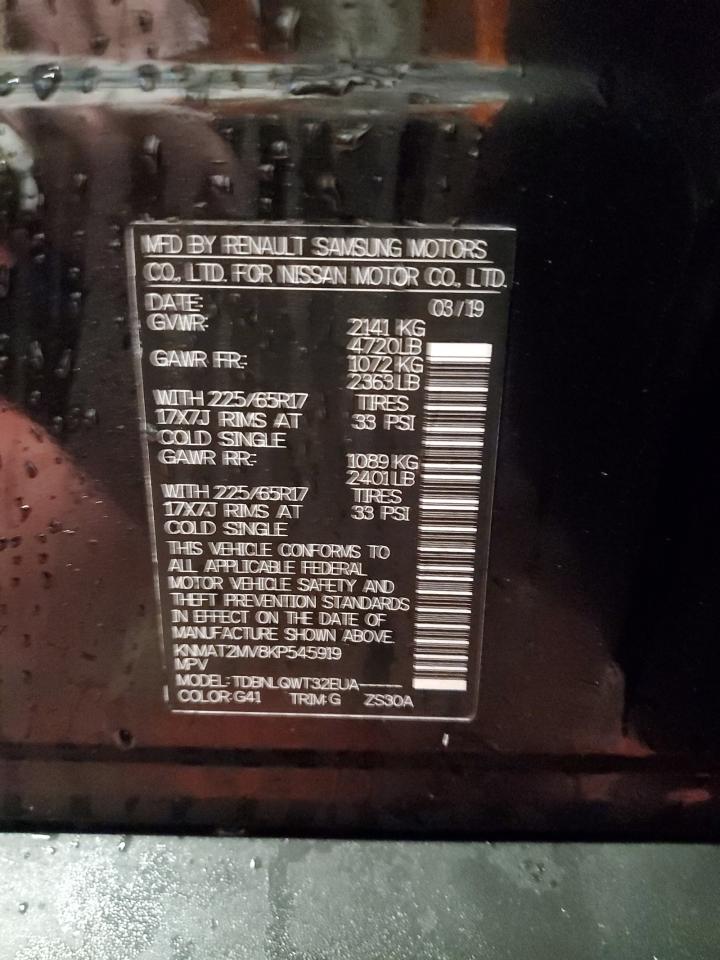 MFD BY RENAULT SAMSUNG MOTORS
CO., LTD. FOR NISSAN MOTOR CO., LTD.
DATE: 03/19
GVWR: 2141 KG
4720LB
GAWR FR: 1072 KG
2363LB
WITH 225/65R17 TIRES
17X7J RIMS AT 33 PSI
COLD SINGLE
GAWR RR: 1089 KG
2401LB
WITH 225/65R17 TIRES
17X7J RIMS AT 33 PSI
COLD SINGLE
THIS VEHICLE CONFORMS TO
ALL APPLICABLE FEDERAL
MOTOR VEHICLE SAFETY AND
THEFT PREVENTION STANDARDS
IN EFFECT ON THE DATE OF
MANUFACTURE SHOWN ABOVE.
KNMAT2MV8KP545919
MPV
MODEL: TDBNLQWT32EUA-----
COLOR: G41 TRIM: G ZS30A